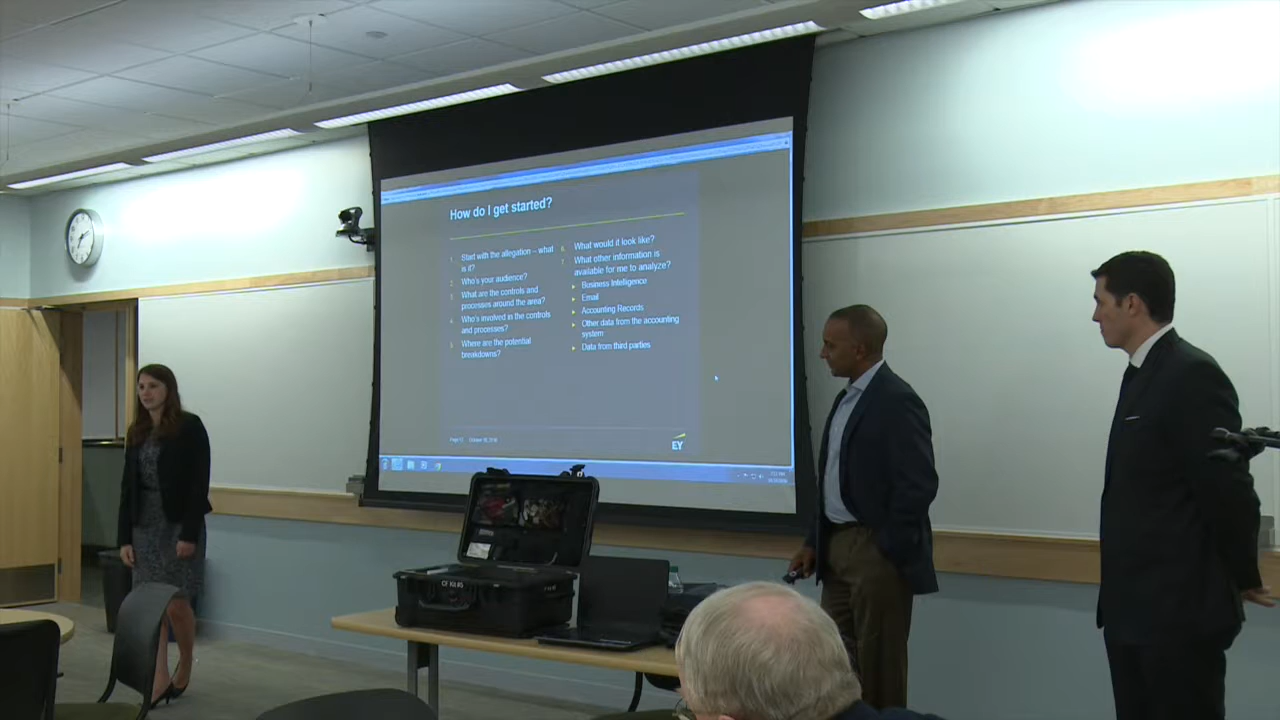 How do I get started?
1. Start with the allegation – what
is it?
2. Who's your audience?
3. What are the controls and
processes around the area?
4. Who's involved in the controls
and processes?
5. Where are the potential
breakdowns?
6. What would it look like?
7. What other information is
available for me to analyze?
Business Intelligence
Email
Accounting Records
Other data from the accounting
system
Data from third parties
EY